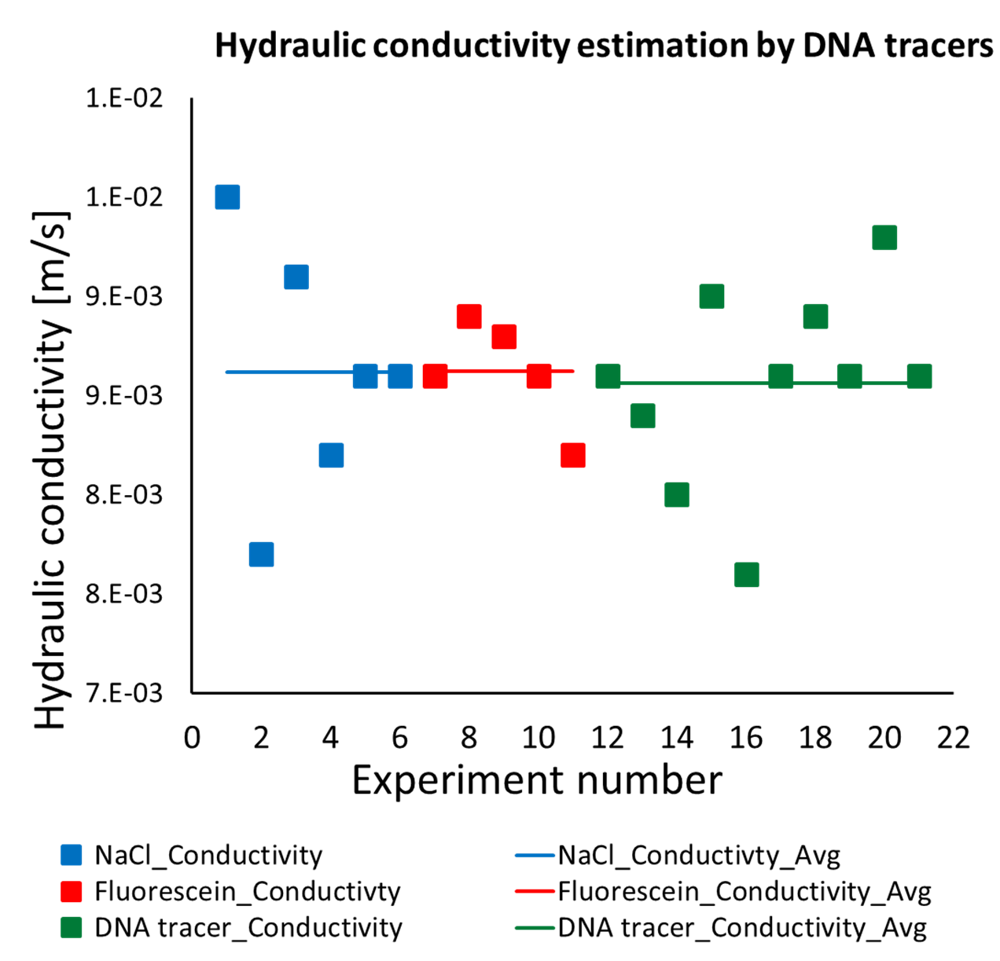 Hydraulic conductivity estimation by DNA tracers
1.E-02
1.E-02
9.E-03
9.E-03
8.E-03
8.E-03
7.E-03
Hydraulic conductivity [m/s]
0 2 4 6 8 10 12 14 16 18 20 22
Experiment number
NaCl_Conductivity NaCl_Conductivty_Avg
Fluorescein_Conductivty Fluorescein_Conductivity_Avg
DNA tracer_Conductivity DNA tracer_Conductivity_Avg